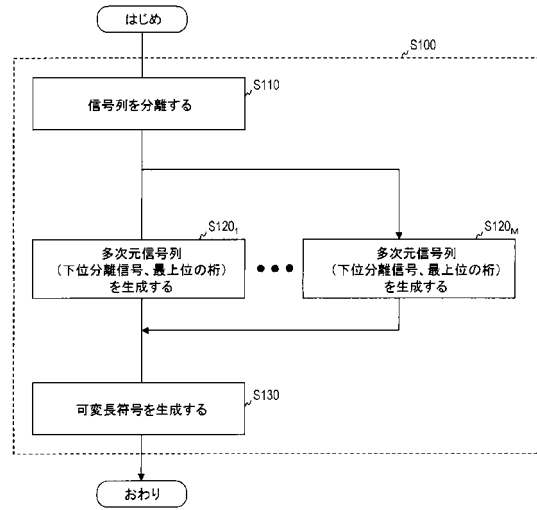 はじめ
S100
S110
信号列を分離する
S120₁
多次元信号列
（下位分離信号、最上位の桁）
を生成する
●●●
S120M
多次元信号列
（下位分離信号、最上位の桁）
を生成する
S130
可変長符号を生成する
おわり